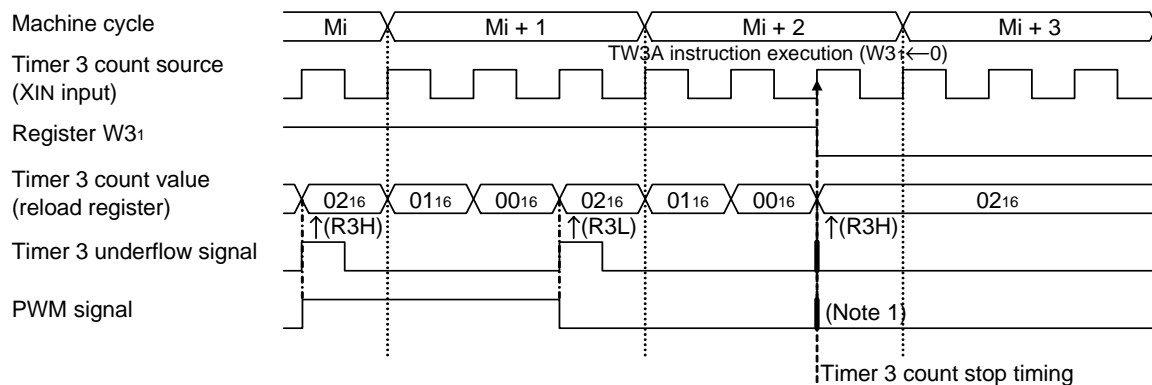 Machine cycle
Mi Mi + 1 Mi + 2 Mi + 3
TW3A instruction execution (W31←0)
Timer 3 count source
(XIN input)
Register W31
Timer 3 count value
(reload register)
0216 0116 0016 0216 0116 0016 0216
↑(R3H) ↑(R3L) ↑(R3H)
Timer 3 underflow signal
PWM signal
(Note 1)
Timer 3 count stop timing